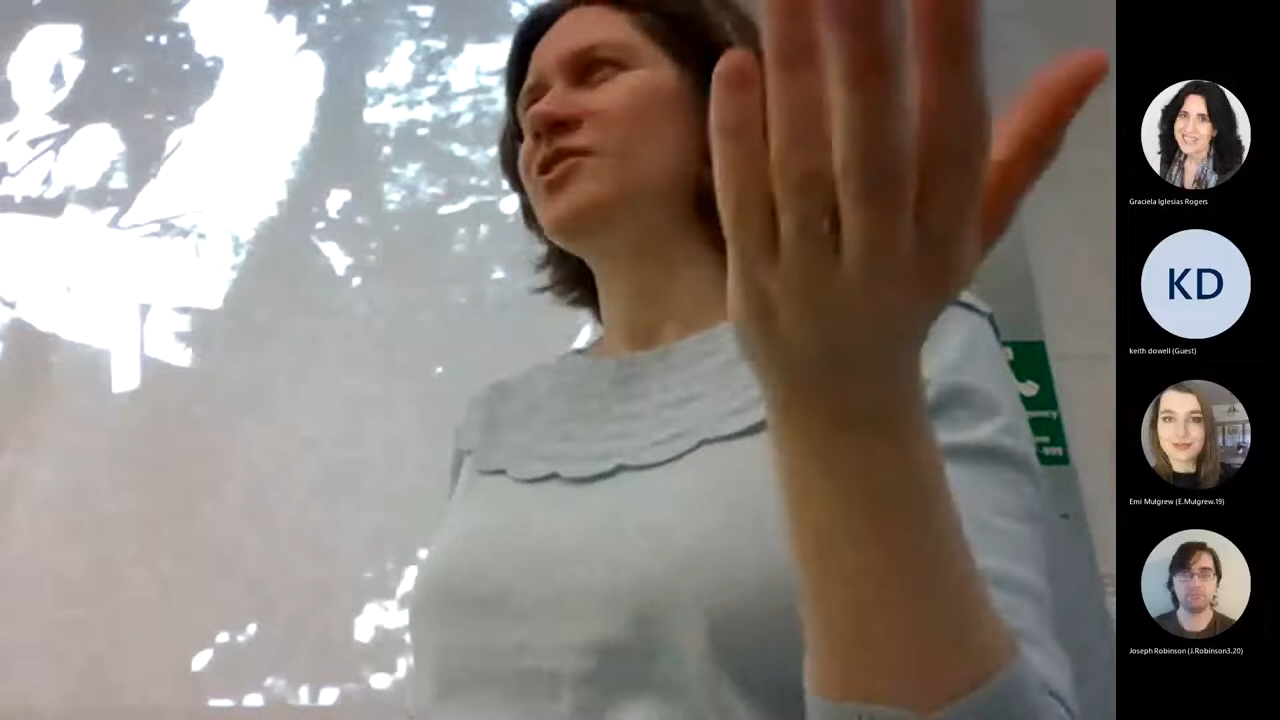 Graciela Iglesias Rogers
KD
keith dowell (Guest)
Emi Mulgrew (E.Mulgrew.19)
Joseph Robinson (J.Robinson3.20)